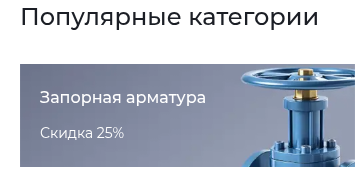 Популярные категории
Запорная арматура
Скидка 25%